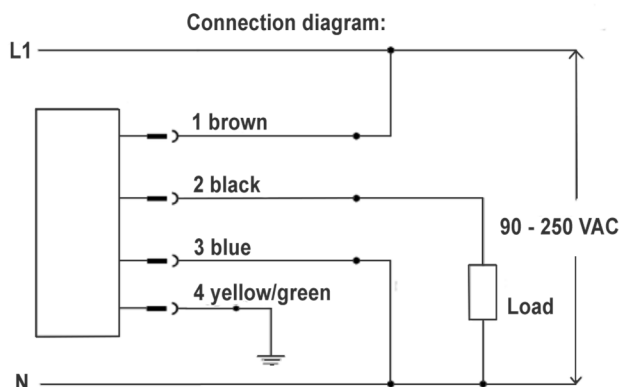 Connection diagram:
L1
1 brown
2 black
90 - 250 VAC
3 blue
4 yellow/green
Load
N